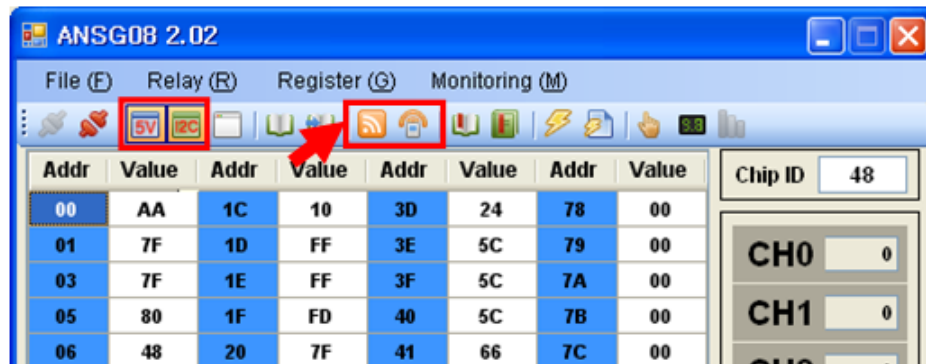 ANSG08 2.02
File (F) Relay (R) Register (G) Monitoring (M)
5V I2C 8.8
Addr Value Addr Value Addr Value Addr Value
Chip ID 48
00 AA 1C 10 3D 24 78 00
01 7F 1D FF 3E 5C 79 00
CH0 0
03 7F 1E FF 3F 5C 7A 00
05 80 1F FD 40 5C 7B 00
CH1 0
06 48 20 7F 41 66 7C 00